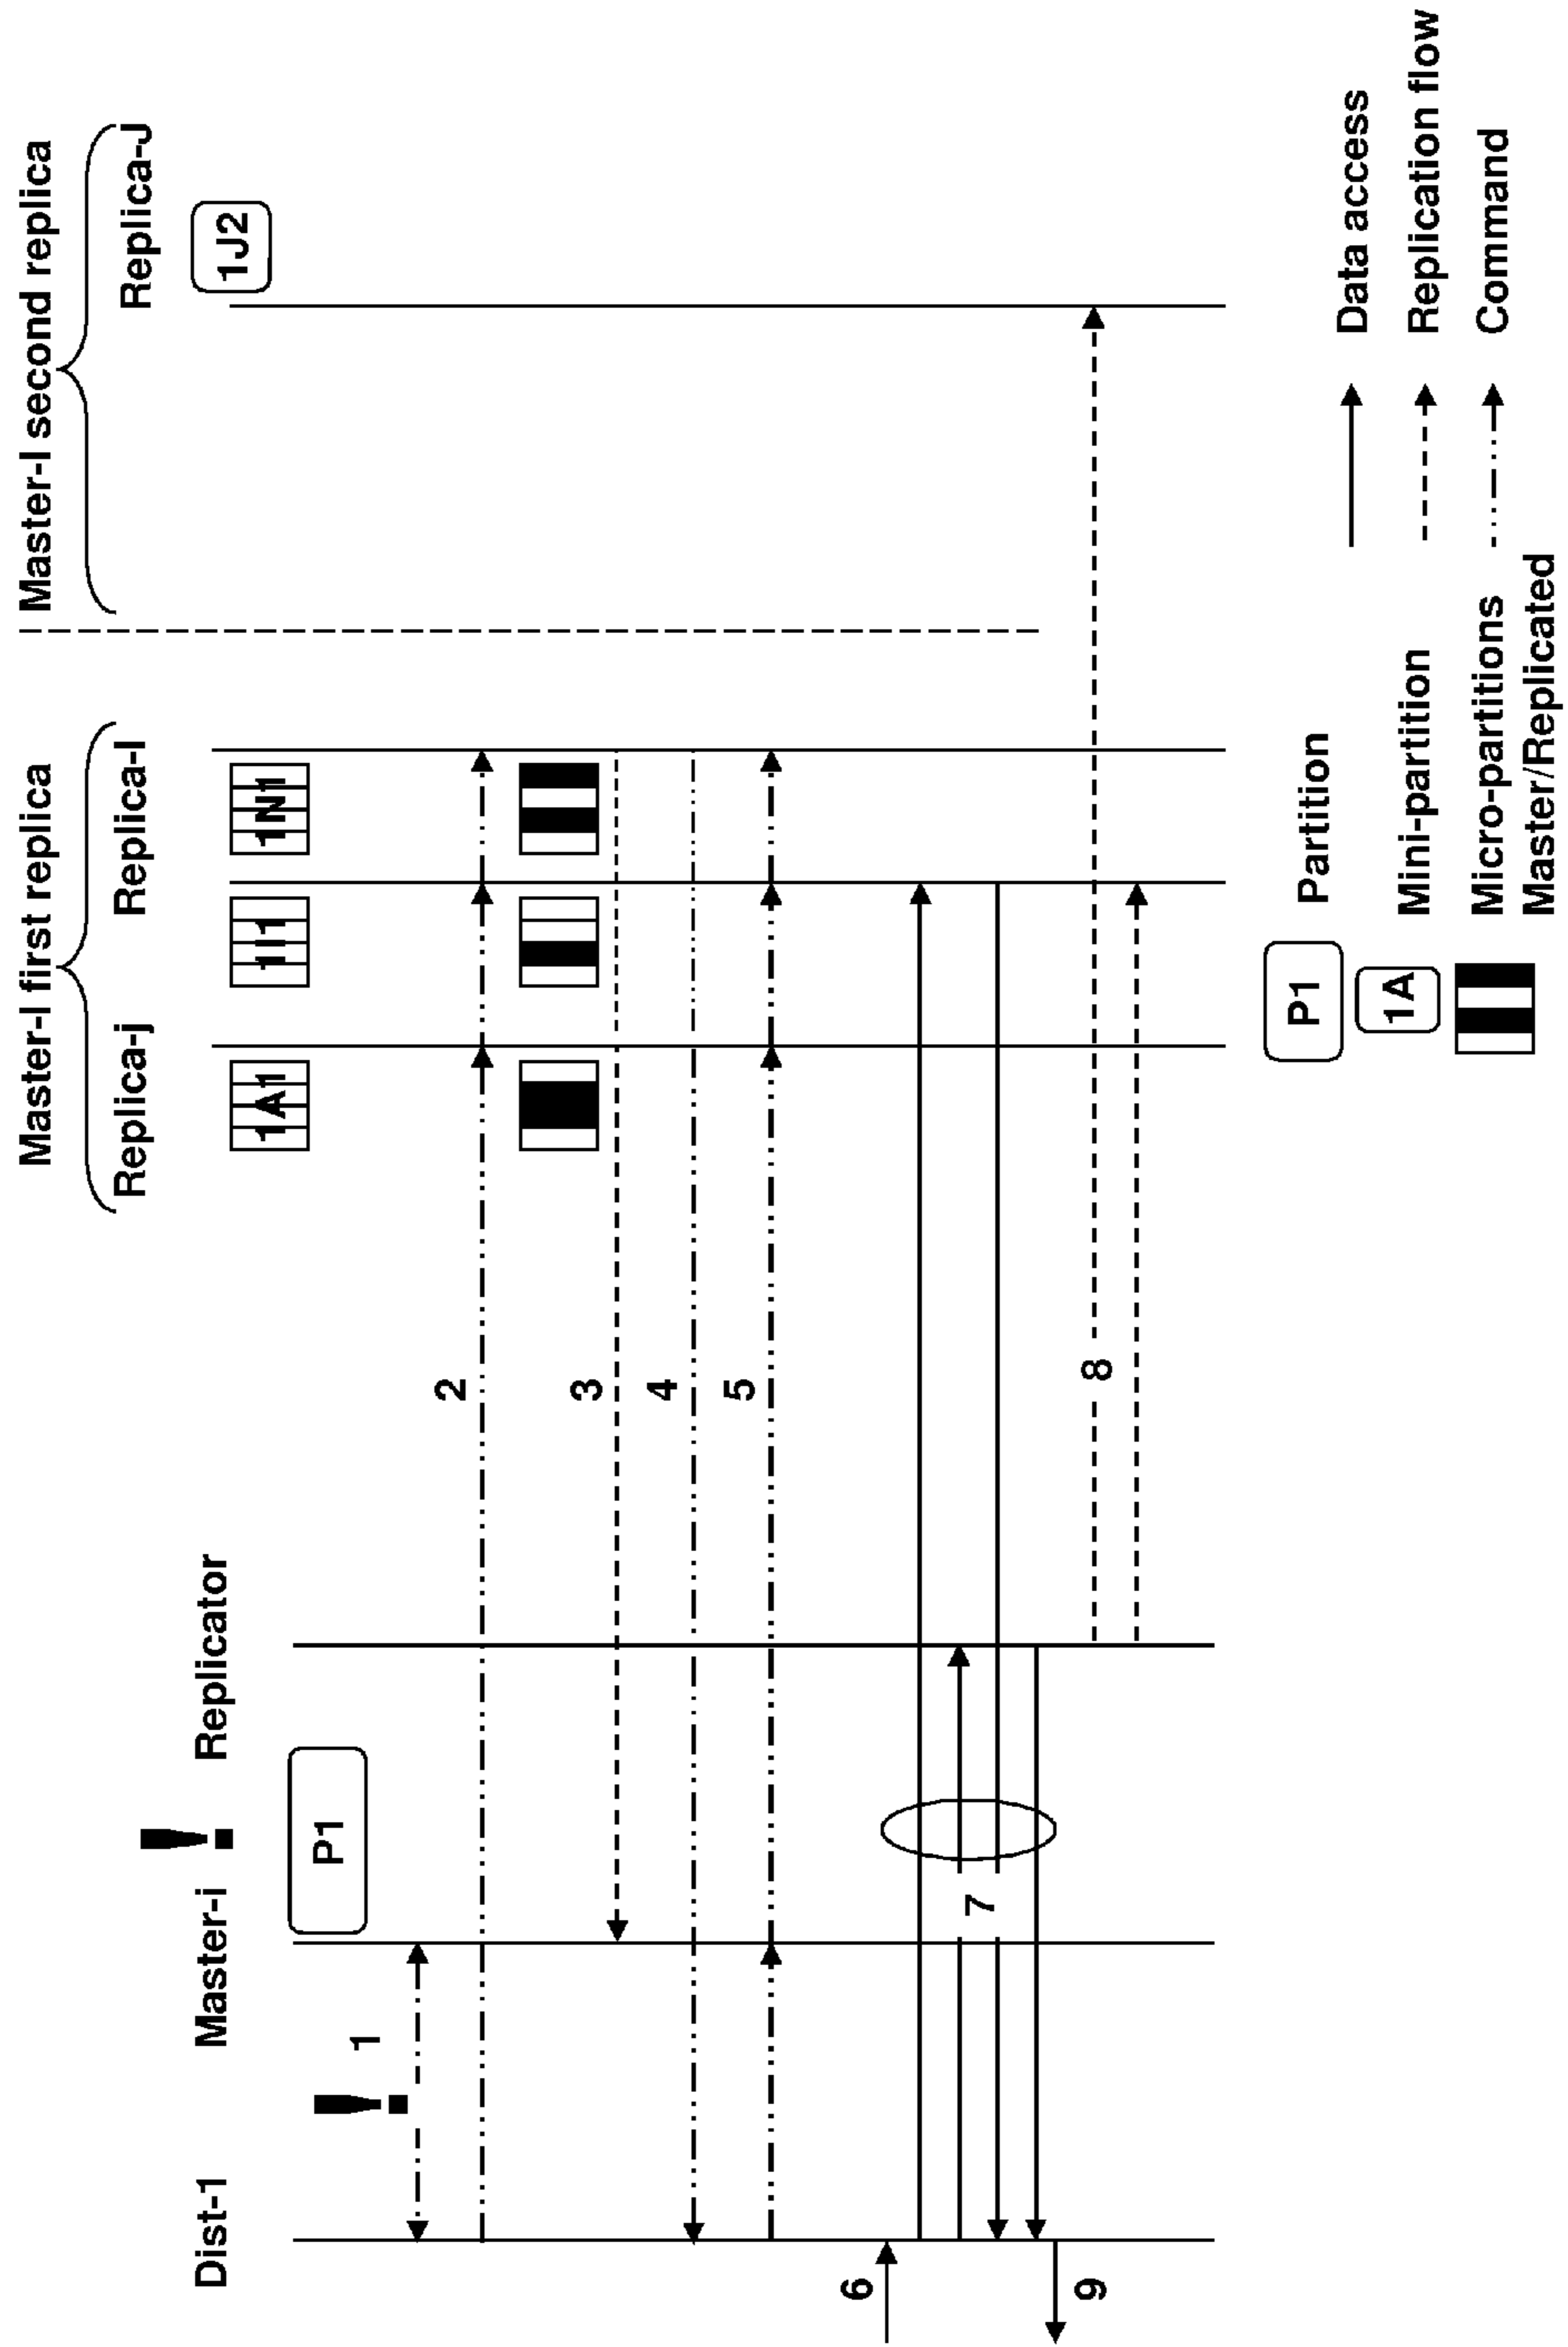 Master-I first replica
Master-I second replica
Replica-j
Replica-I
Replica-J
Dist-1
Master-i
!
Replicator
1A1
1I1
1N1
1J2
P1
!
1
2
3
4
5
6
7
8
9
P1
Partition
1A
Mini-partition
Micro-partitions
Master/Replicated
Data access
Replication flow
Command